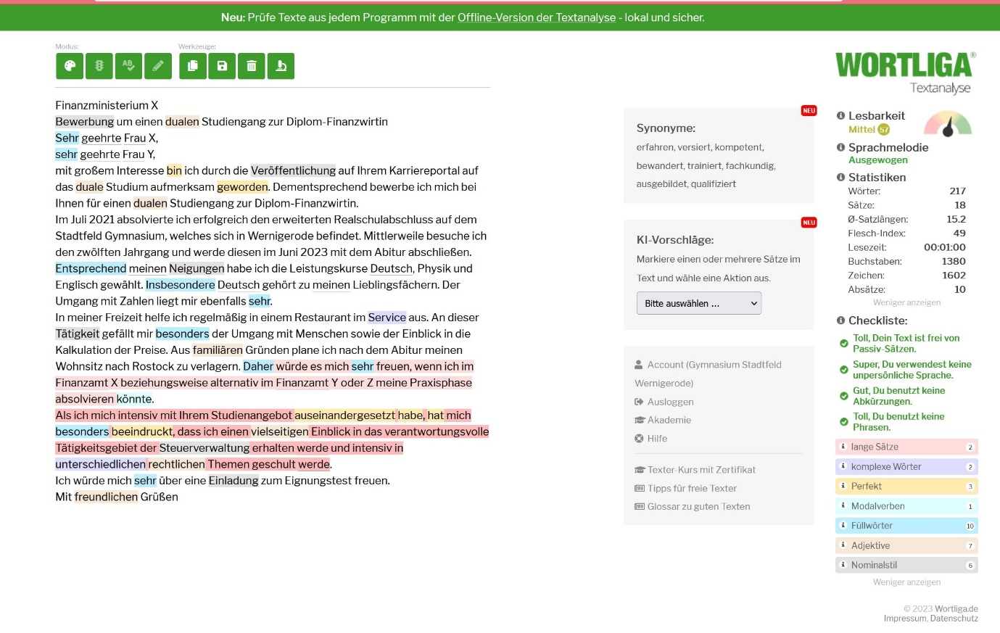 Neu: Prüfe Texte aus jedem Programm mit der Offline-Version der Textanalyse - lokal und sicher.
Modus:
Werkzeuge:
AB
Finanzministerium X
Bewerbung um einen dualen Studiengang zur Diplom-Finanzwirtin
Sehr geehrte Frau X,
sehr geehrte Frau Y,
mit großem Interesse bin ich durch die Veröffentlichung auf Ihrem Karriereportal auf
das duale Studium aufmerksam geworden. Dementsprechend bewerbe ich mich bei
Ihnen für einen dualen Studiengang zur Diplom-Finanzwirtin.
Im Juli 2021 absolvierte ich erfolgreich den erweiterten Realschulabschluss auf dem
Stadtfeld Gymnasium, welches sich in Wernigerode befindet. Mittlerweile besuche ich
den zwölften Jahrgang und werde diesen im Juni 2023 mit dem Abitur abschließen.
Entsprechend meinen Neigungen habe ich die Leistungskurse Deutsch, Physik und
Englisch gewählt. Insbesondere Deutsch gehört zu meinen Lieblingsfächern. Der
Umgang mit Zahlen liegt mir ebenfalls sehr.
In meiner Freizeit helfe ich regelmäßig in einem Restaurant im Service aus. An dieser
Tätigkeit gefällt mir besonders der Umgang mit Menschen sowie der Einblick in die
Kalkulation der Preise. Aus familiären Gründen plane ich nach dem Abitur meinen
Wohnsitz nach Rostock zu verlagern. Daher würde es mich sehr freuen, wenn ich im
Finanzamt X beziehungsweise alternativ im Finanzamt Y oder Z meine Praxisphase
absolvieren könnte.
Als ich mich intensiv mit Ihrem Studienangebot auseinandergesetzt habe, hat mich
besonders beeindruckt, dass ich einen vielseitigen Einblick in das verantwortungsvolle
Tätigkeitsgebiet der Steuerverwaltung erhalten werde und intensiv in
unterschiedlichen rechtlichen Themen geschult werde.
Ich würde mich sehr über eine Einladung zum Eignungstest freuen.
Mit freundlichen Grüßen
NEU
Synonyme:
erfahren, versiert, kompetent,
bewandert, trainiert, fachkundig,
ausgebildet, qualifiziert
NEU
KI-Vorschläge:
Markiere einen oder mehrere Sätze im
Text und wähle eine Aktion aus.
Bitte auswählen ...
Account (Gymnasium Stadtfeld
Wernigerode)
Ausloggen
Akademie
Hilfe
Texter-Kurs mit Zertifikat
Tipps für freie Texter
Glossar zu guten Texten
WORTLIGA®
Textanalyse
Lesbarkeit
Mittel 57
Sprachmelodie
Ausgewogen
Statistiken
Wörter: 217
Sätze: 18
Ø-Satzlängen: 15.2
Flesch-Index: 49
Lesezeit: 00:01:00
Buchstaben: 1380
Zeichen: 1602
Absätze: 10
Weniger anzeigen
Checkliste:
Toll, Dein Text ist frei von
Passiv-Sätzen.
Super, Du verwendest keine
unpersönliche Sprache.
Gut, Du benutzt keine
Abkürzungen.
Toll, Du benutzt keine
Phrasen.
lange Sätze 2
komplexe Wörter 2
Perfekt 3
Modalverben 1
Füllwörter 10
Adjektive 7
Nominalstil 6
Weniger anzeigen
© 2023 Wortliga.de
Impressum, Datenschutz